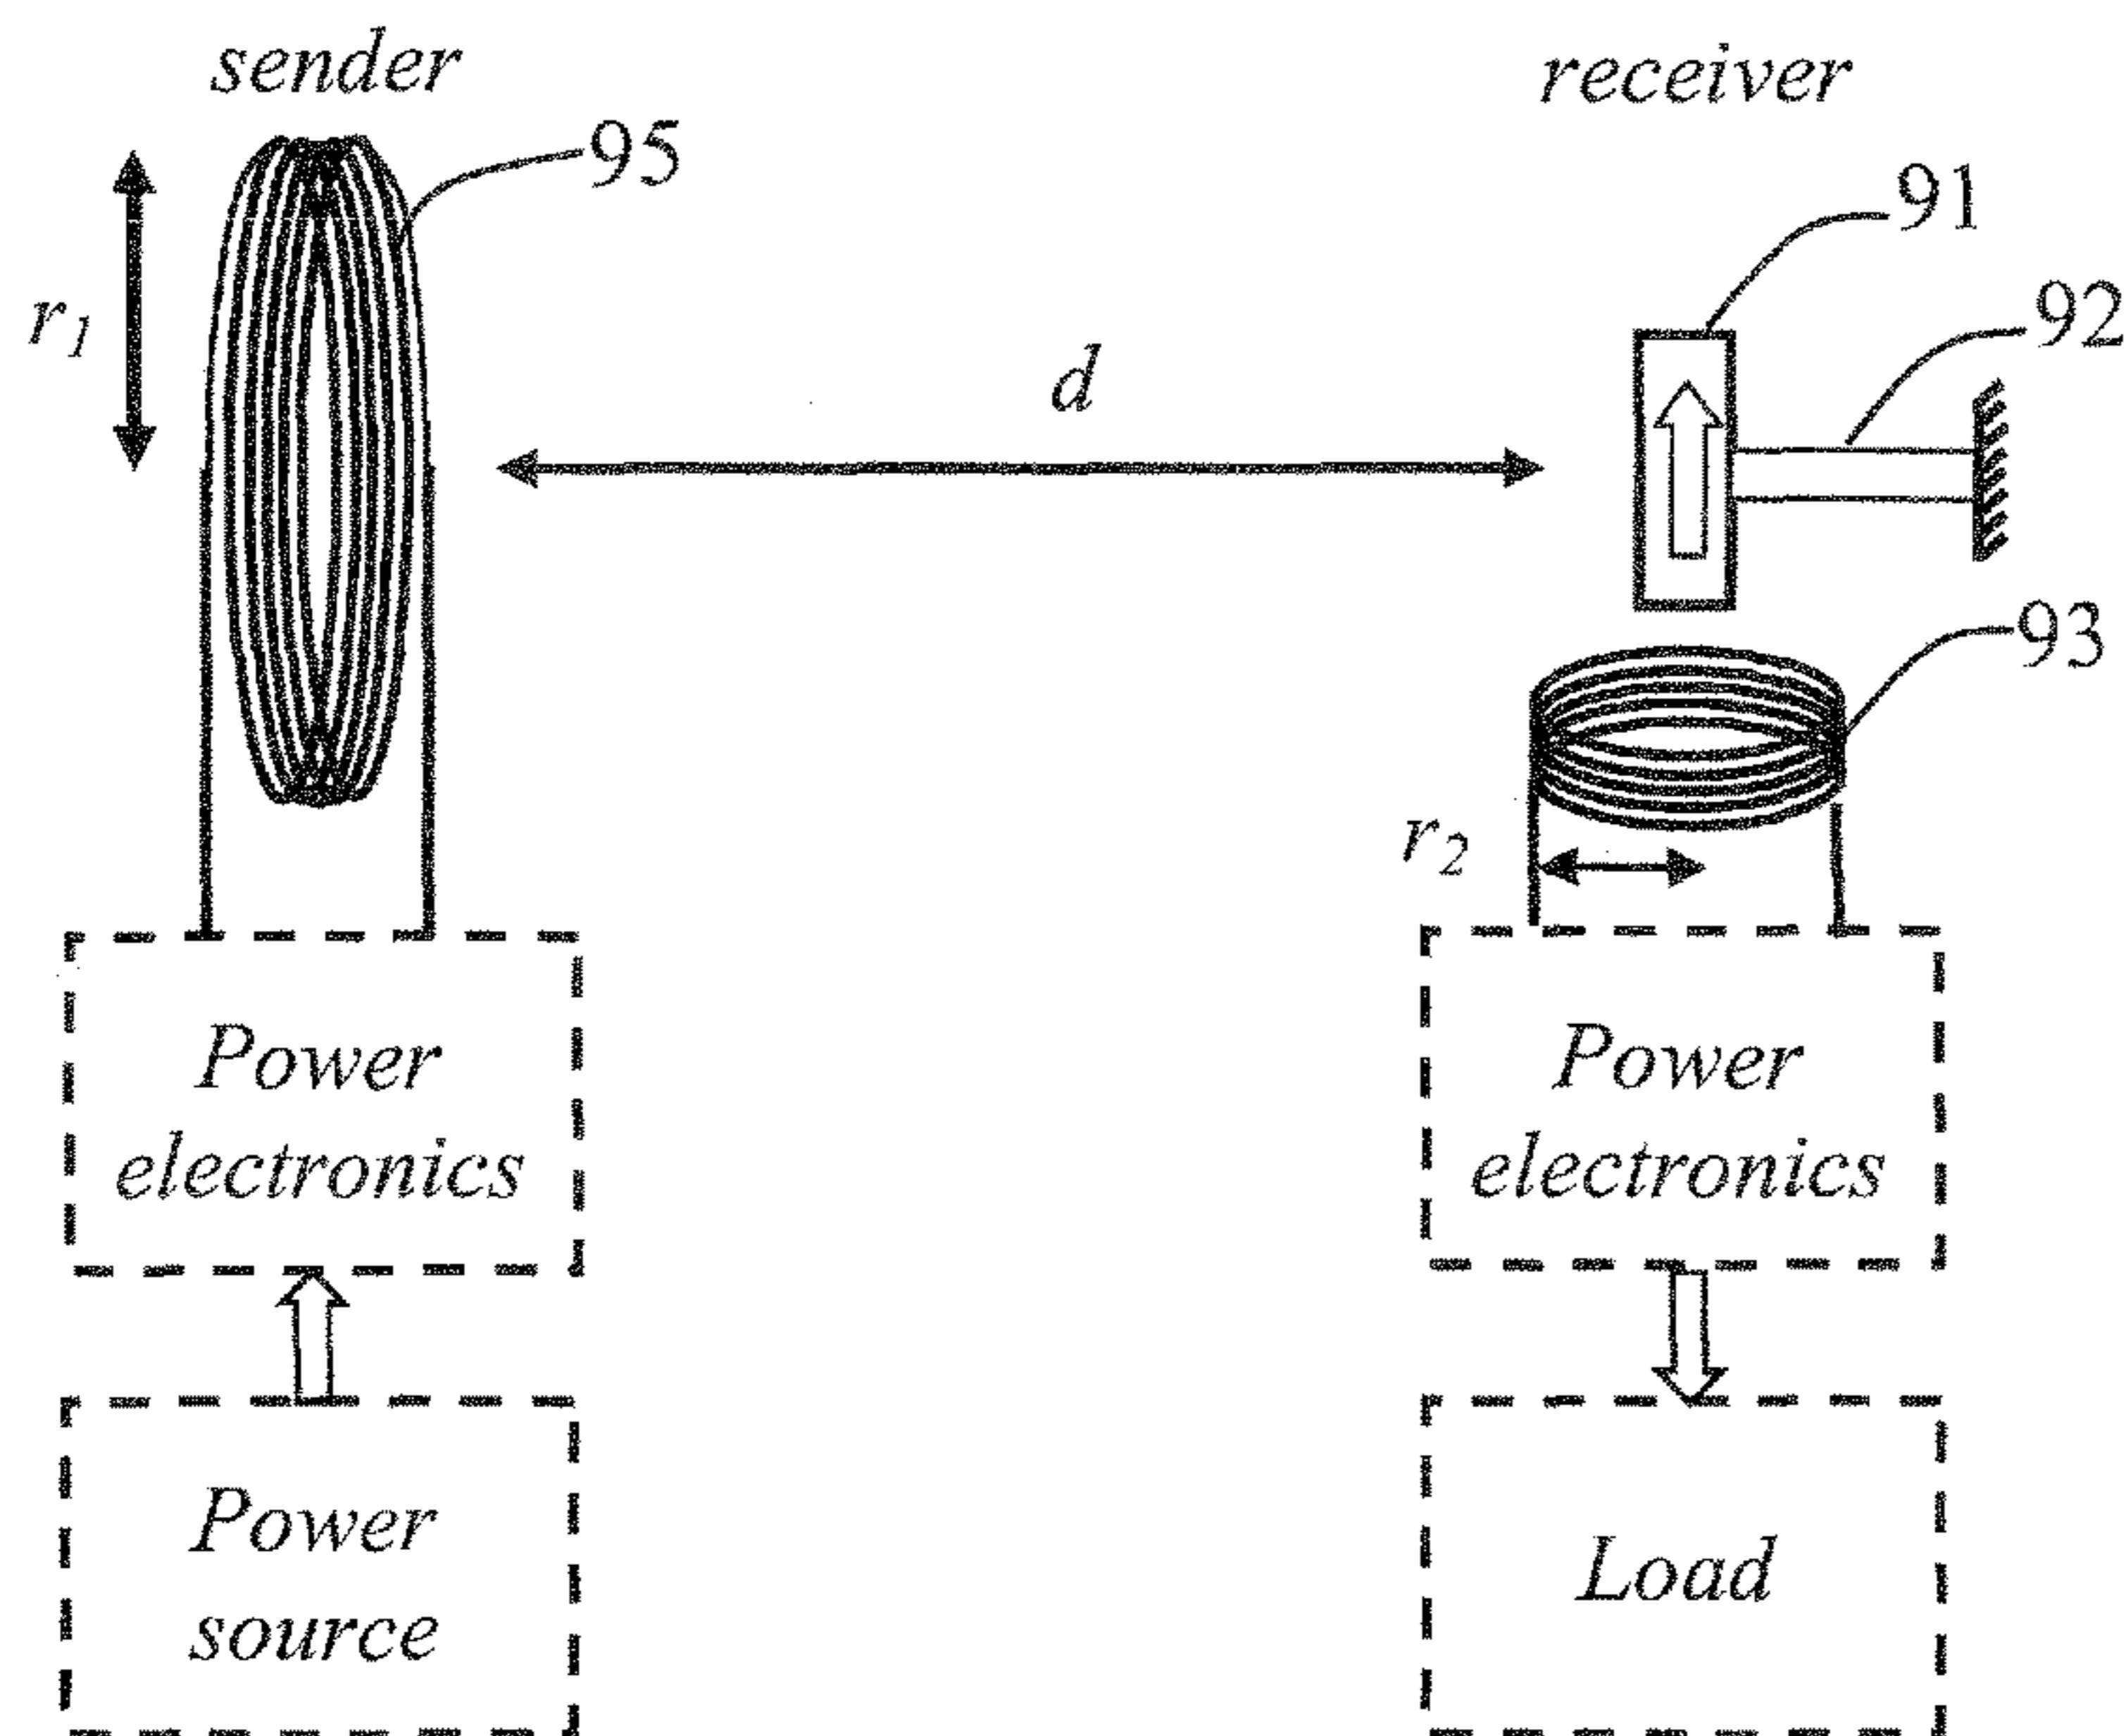 sender
receiver
95
91
92
r1
d
93
r2
Power
electronics
Power
electronics
Power
source
Load